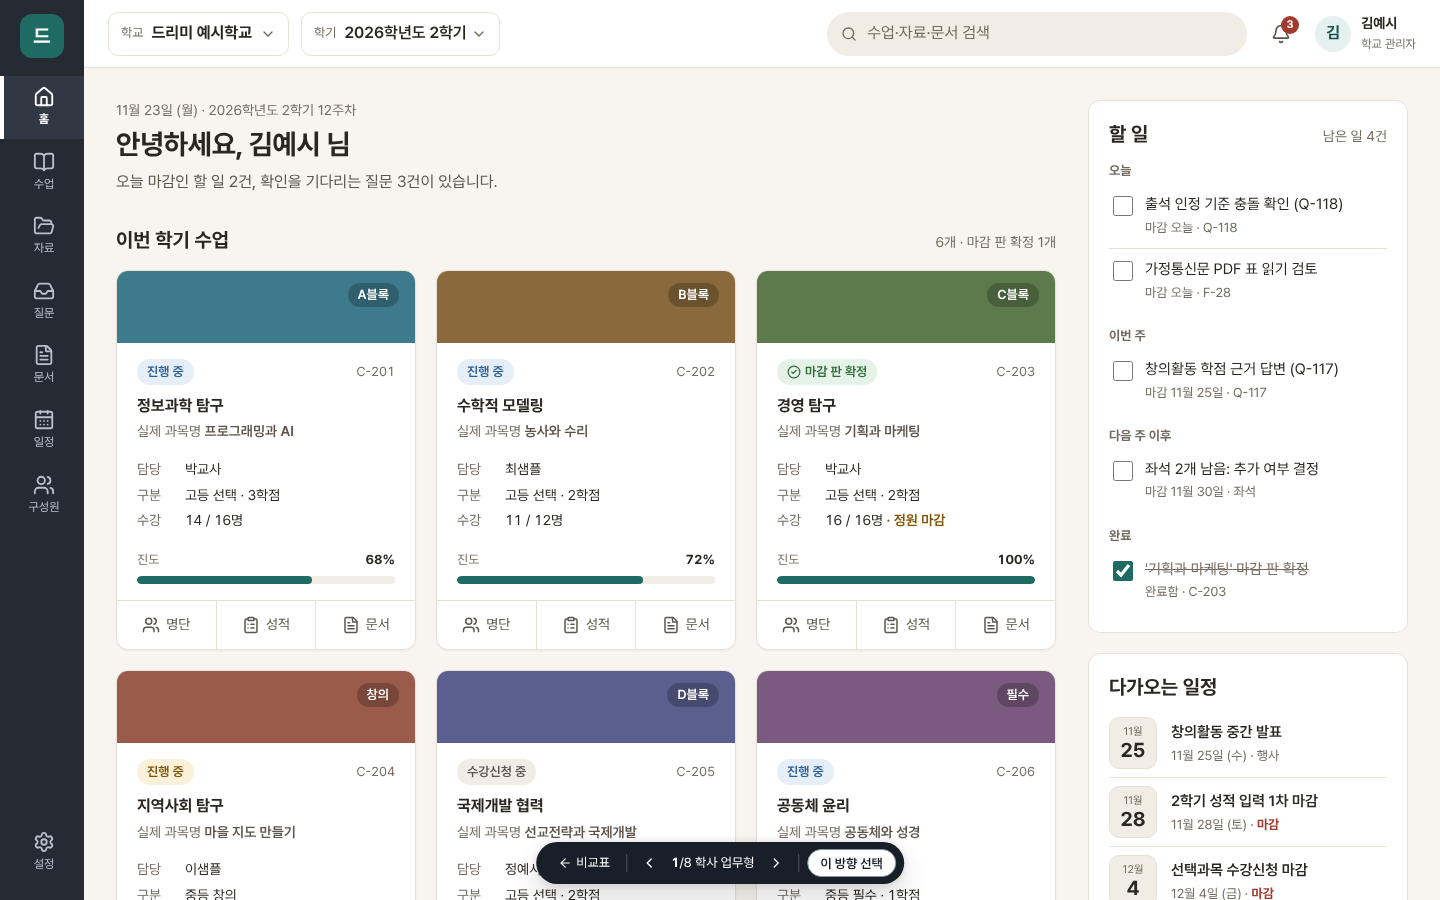 드
홈
수업
자료
질문
문서
일정
구성원
설정
학교 드리미 예시학교
학기 2026학년도 2학기
수업·자료·문서 검색
3
김
김예시
학교 관리자
11월 23일 (월) · 2026학년도 2학기 12주차
안녕하세요, 김예시 님
오늘 마감인 할 일 2건, 확인을 기다리는 질문 3건이 있습니다.
이번 학기 수업
6개 · 마감 판 확정 1개
A블록
진행 중
C-201
정보과학 탐구
실제 과목명 프로그래밍과 AI
담당 박교사
구분 고등 선택 · 3학점
수강 14 / 16명
진도 68%
명단 성적 문서
B블록
진행 중
C-202
수학적 모델링
실제 과목명 농사와 수리
담당 최샘플
구분 고등 선택 · 2학점
수강 11 / 12명
진도 72%
명단 성적 문서
C블록
마감 판 확정
C-203
경영 탐구
실제 과목명 기획과 마케팅
담당 박교사
구분 고등 선택 · 2학점
수강 16 / 16명 · 정원 마감
진도 100%
명단 성적 문서
창의
진행 중
C-204
지역사회 탐구
실제 과목명 마을 지도 만들기
담당 이샘플
구분 중등 창의
D블록
수강신청 중
C-205
국제개발 협력
실제 과목명 선교전략과 국제개발
담당 정예시
구분 고등 선택 · 2학점
필수
진행 중
C-206
공동체 윤리
실제 과목명 공동체와 성경
담당
구분 중등 필수 · 1학점
비교표
1/8 학사 업무형
이 방향 선택
할 일
남은 일 4건
오늘
출석 인정 기준 충돌 확인 (Q-118)
마감 오늘 · Q-118
가정통신문 PDF 표 읽기 검토
마감 오늘 · F-28
이번 주
창의활동 학점 근거 답변 (Q-117)
마감 11월 25일 · Q-117
다음 주 이후
좌석 2개 남음: 추가 여부 결정
마감 11월 30일 · 좌석
완료
'기획과 마케팅' 마감 판 확정
완료함 · C-203
다가오는 일정
11월
25
창의활동 중간 발표
11월 25일 (수) · 행사
11월
28
2학기 성적 입력 1차 마감
11월 28일 (토) · 마감
12월
4
선택과목 수강신청 마감
12월 4일 (금) · 마감